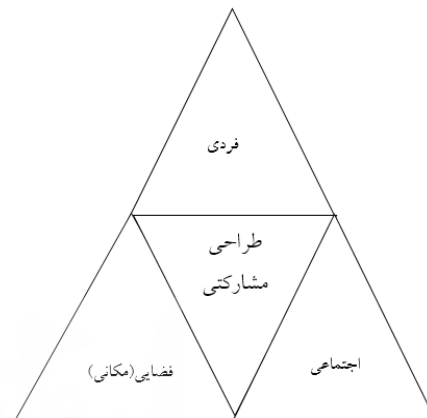 فردی
طراحی
مشارکتی
اجتماعی
فضایی(مکانی)